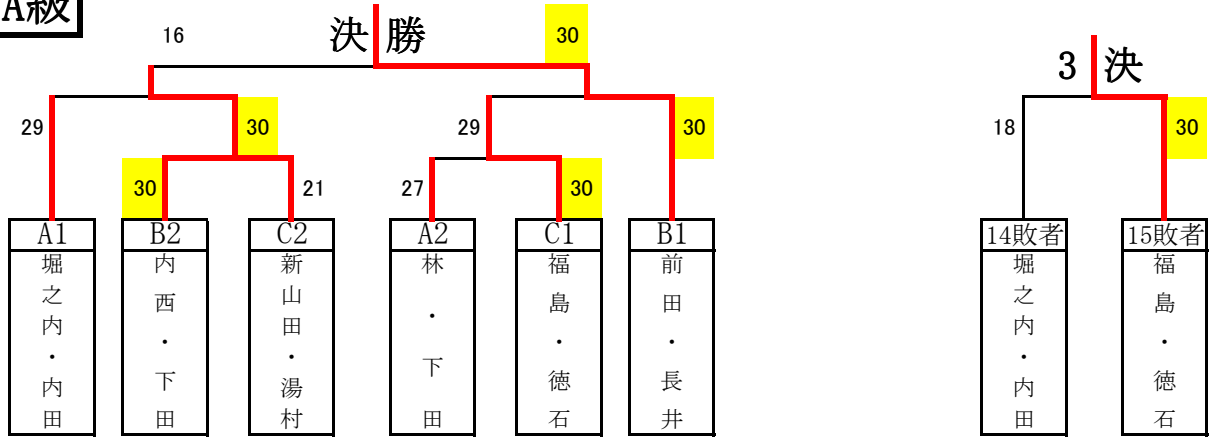 A級
16 決 勝 30
3 決
29 30 29 30 18 30
30 21 27 30
A1 B2 C2 A2 C1 B1 14敗者 15敗者
堀之内・内田
内西・下田
新山田・湯村
林・下田
福島・徳石
前田・長井
堀之内・内田
福島・徳石